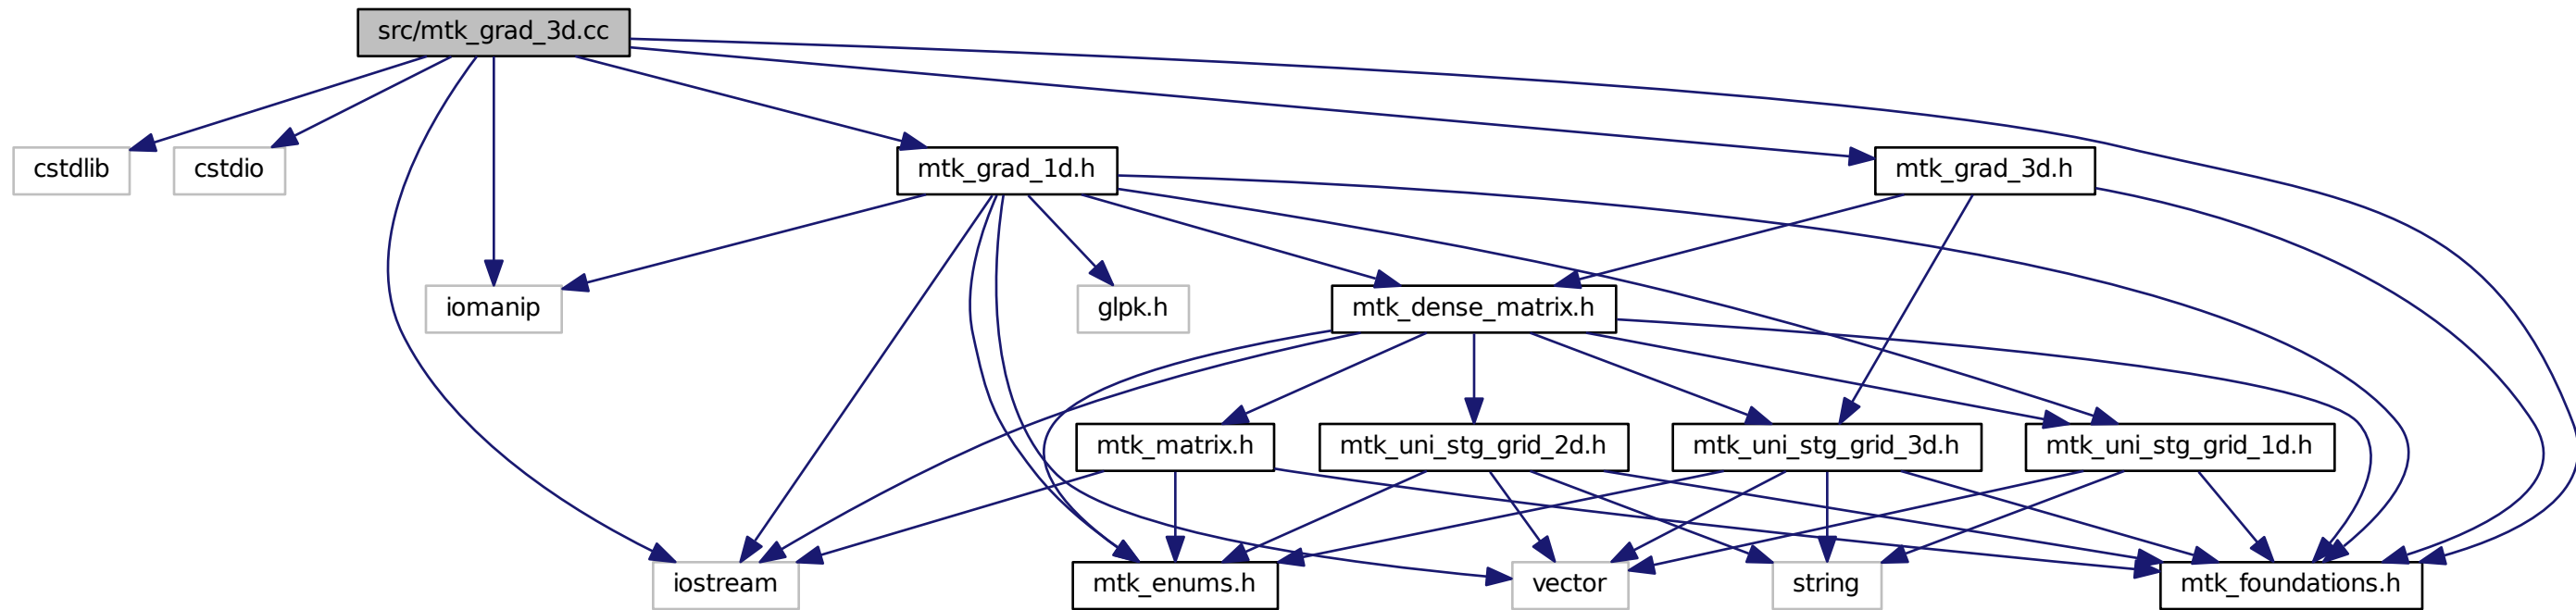 src/mtk_grad_3d.cc
cstdlib
cstdio
mtk_grad_1d.h
mtk_grad_3d.h
iomanip
glpk.h
mtk_dense_matrix.h
mtk_matrix.h
mtk_uni_stg_grid_2d.h
mtk_uni_stg_grid_3d.h
mtk_uni_stg_grid_1d.h
iostream
mtk_enums.h
vector
string
mtk_foundations.h